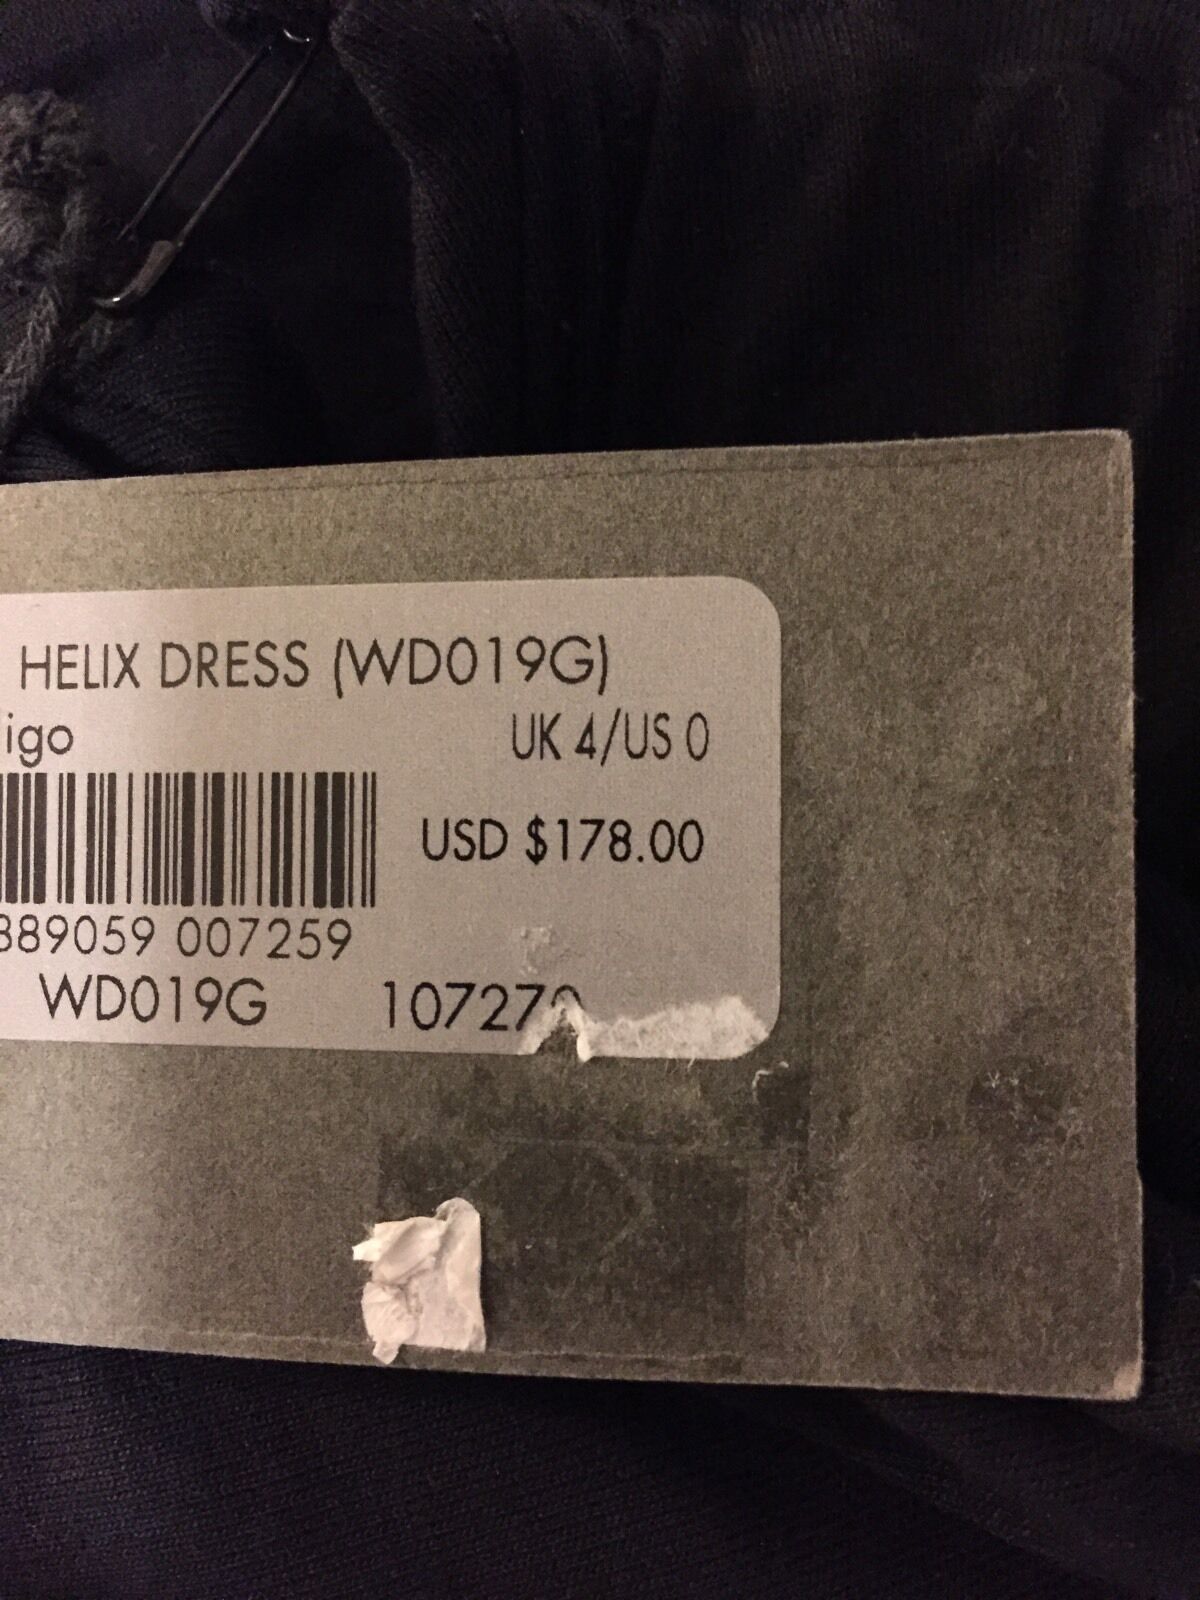 HELIX DRESS (WD019G)
igo UK 4/US 0
USD $178.00
889059 007259
WD019G